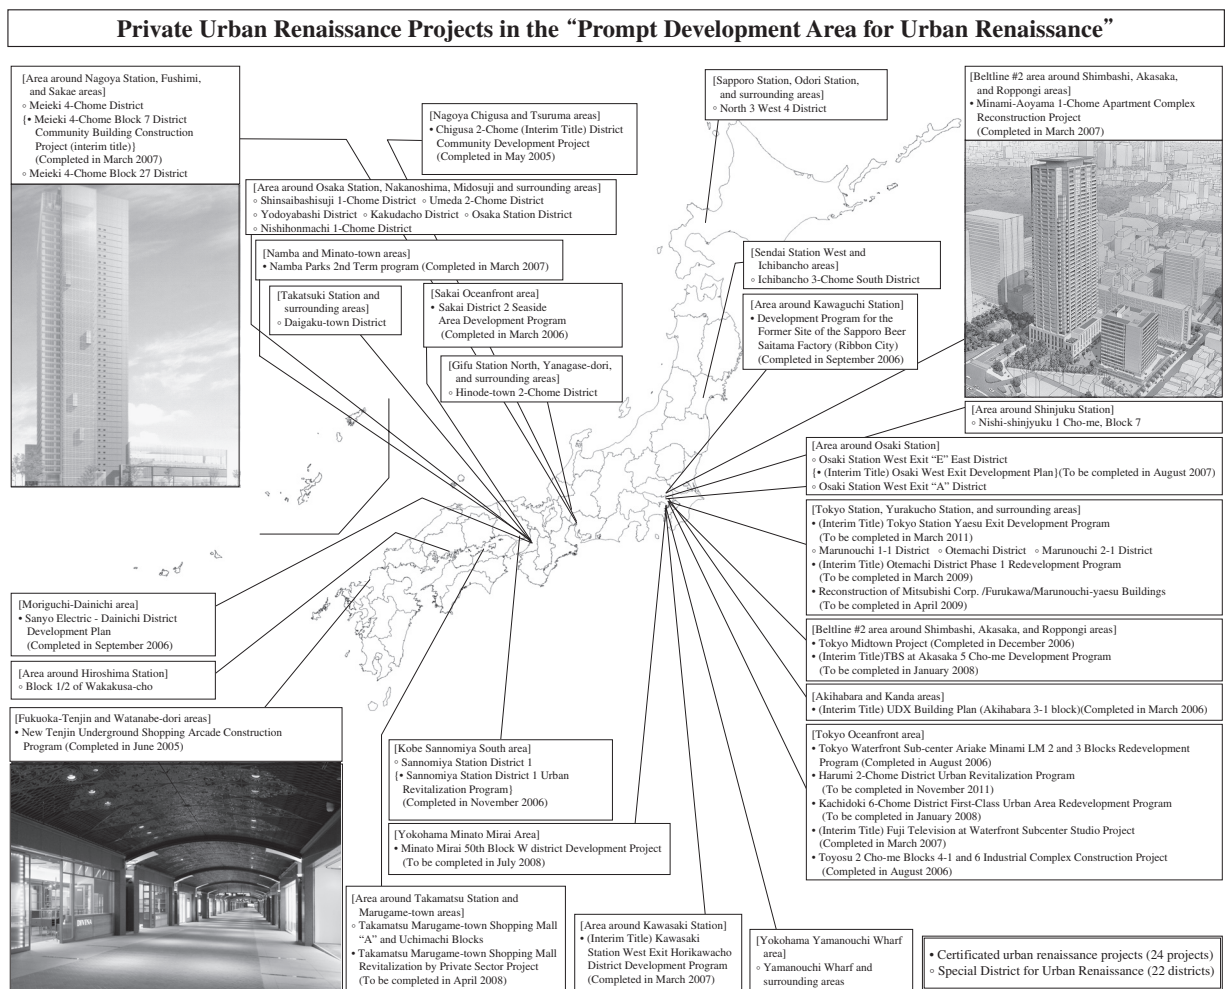 Private Urban Renaissance Projects in the “Prompt Development Area for Urban Renaissance”
[Area around Nagoya Station, Fushimi,
and Sakae areas]
◦ Meieki 4-Chome District
{• Meieki 4-Chome Block 7 District
Community Building Construction
Project (interim title)}
(Completed in March 2007)
◦ Meieki 4-Chome Block 27 District
[Nagoya Chigusa and Tsuruma areas]
• Chigusa 2-Chome (Interim Title) District
Community Development Project
(Completed in May 2005)
[Sapporo Station, Odori Station,
and surrounding areas]
◦ North 3 West 4 District
[Beltline #2 area around Shimbashi, Akasaka,
and Roppongi areas]
• Minami-Aoyama 1-Chome Apartment Complex
Reconstruction Project
(Completed in March 2007)
[Area around Osaka Station, Nakanoshima, Midosuji and surrounding areas]
◦ Shinsaibashisuji 1-Chome District ◦ Umeda 2-Chome District
◦ Yodoyabashi District ◦ Kakudacho District ◦ Osaka Station District
◦ Nishihonmachi 1-Chome District
[Namba and Minato-town areas]
• Namba Parks 2nd Term program (Completed in March 2007)
[Takatsuki Station and
surrounding areas]
◦ Daigaku-town District
[Sakai Oceanfront area]
• Sakai District 2 Seaside
Area Development Program
(Completed in March 2006)
[Gifu Station North, Yanagase-dori,
and surrounding areas]
◦ Hinode-town 2-Chome District
[Sendai Station West and
Ichibancho areas]
◦ Ichibancho 3-Chome South District
[Area around Kawaguchi Station]
• Development Program for the
Former Site of the Sapporo Beer
Saitama Factory (Ribbon City)
(Completed in September 2006)
[Area around Shinjuku Station]
◦ Nishi-shinjyuku 1 Cho-me, Block 7
[Area around Osaki Station]
◦ Osaki Station West Exit “E” East District
{• (Interim Title) Osaki West Exit Development Plan}(To be completed in August 2007)
◦ Osaki Station West Exit “A” District
[Tokyo Station, Yurakucho Station, and surrounding areas]
• (Interim Title) Tokyo Station Yaesu Exit Development Program
(To be completed in March 2011)
◦ Marunouchi 1-1 District ◦ Otemachi District ◦ Marunouchi 2-1 District
• (Interim Title) Otemachi District Phase 1 Redevelopment Program
(To be completed in March 2009)
• Reconstruction of Mitsubishi Corp. /Furukawa/Marunouchi-yaesu Buildings
(To be completed in April 2009)
[Beltline #2 area around Shimbashi, Akasaka, and Roppongi areas]
• Tokyo Midtown Project (Completed in December 2006)
• (Interim Title)TBS at Akasaka 5 Cho-me Development Program
(To be completed in January 2008)
[Akihabara and Kanda areas]
• (Interim Title) UDX Building Plan (Akihabara 3-1 block)(Completed in March 2006)
[Tokyo Oceanfront area]
• Tokyo Waterfront Sub-center Ariake Minami LM 2 and 3 Blocks Redevelopment
Program (Completed in August 2006)
• Harumi 2-Chome District Urban Revitalization Program
(To be completed in November 2011)
• Kachidoki 6-Chome District First-Class Urban Area Redevelopment Program
(To be completed in January 2008)
• (Interim Title) Fuji Television at Waterfront Subcenter Studio Project
(Completed in March 2007)
• Toyosu 2 Cho-me Blocks 4-1 and 6 Industrial Complex Construction Project
(Completed in August 2006)
[Moriguchi-Dainichi area]
• Sanyo Electric - Dainichi District
Development Plan
(Completed in September 2006)
[Area around Hiroshima Station]
◦ Block 1/2 of Wakakusa-cho
[Fukuoka-Tenjin and Watanabe-dori areas]
• New Tenjin Underground Shopping Arcade Construction
Program (Completed in June 2005)
[Kobe Sannomiya South area]
◦ Sannomiya Station District 1
{• Sannomiya Station District 1 Urban
Revitalization Program}
(Completed in November 2006)
[Yokohama Minato Mirai Area]
• Minato Mirai 50th Block W district Development Project
(To be completed in July 2008)
[Area around Takamatsu Station and
Marugame-town areas]
◦ Takamatsu Marugame-town Shopping Mall
“A” and Uchimachi Blocks
• Takamatsu Marugame-town Shopping Mall
Revitalization by Private Sector Project
(To be completed in April 2008)
[Area around Kawasaki Station]
• (Interim Title) Kawasaki
Station West Exit Horikawacho
District Development Program
(Completed in March 2007)
[Yokohama Yamanouchi Wharf
area]
◦ Yamanouchi Wharf and
surrounding areas
• Certificated urban renaissance projects (24 projects)
◦ Special District for Urban Renaissance (22 districts)